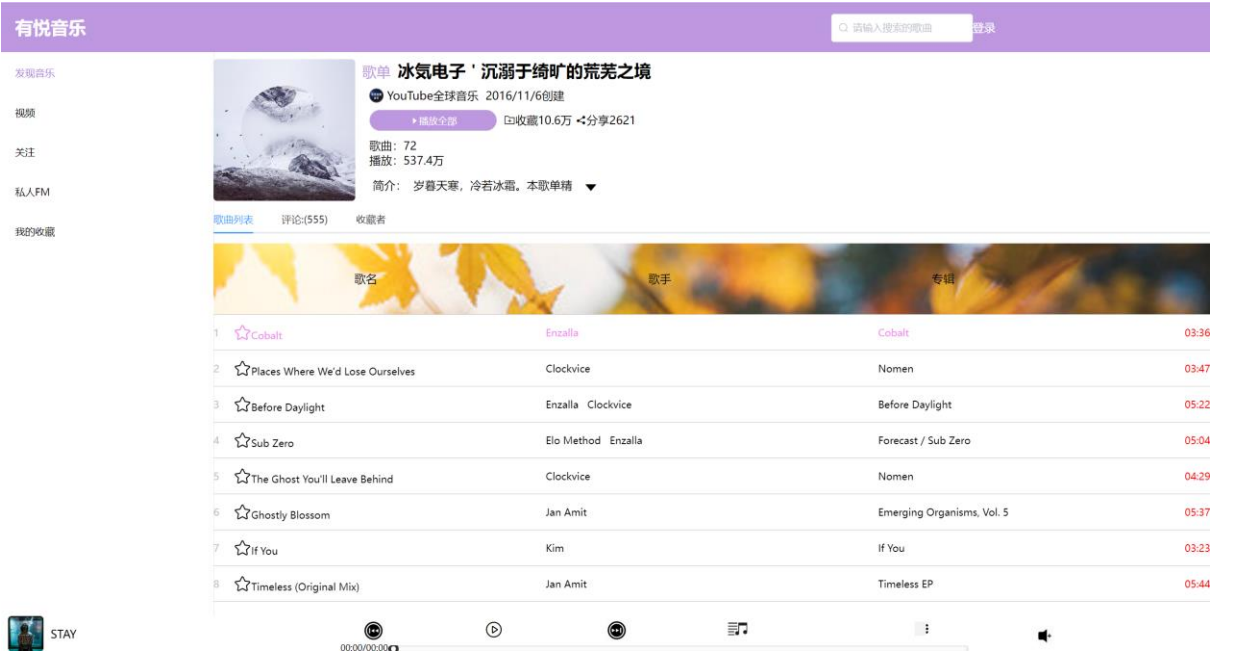 有悦音乐
请输入搜索的歌曲 登录
发现音乐
视频
关注
私人FM
我的收藏
歌单 冰气电子 ' 沉溺于绮旷的荒芜之境
YouTube全球音乐 2016/11/6创建
播放全部 收藏10.6万 分享2621
歌曲：72
播放：537.4万
简介： 岁暮天寒，冷若冰霜。本歌单精
歌曲列表 评论:(555) 收藏者
歌名 歌手 专辑
1 Cobalt Enzalla Cobalt 03:36
2 Places Where We'd Lose Ourselves Clockvice Nomen 03:47
3 Before Daylight Enzalla Clockvice Before Daylight 05:22
4 Sub Zero Elo Method Enzalla Forecast / Sub Zero 05:04
5 The Ghost You'll Leave Behind Clockvice Nomen 04:29
6 Ghostly Blossom Jan Amit Emerging Organisms, Vol. 5 05:37
7 If You Kim If You 03:23
8 Timeless (Original Mix) Jan Amit Timeless EP 05:44
STAY
00:00/00:00